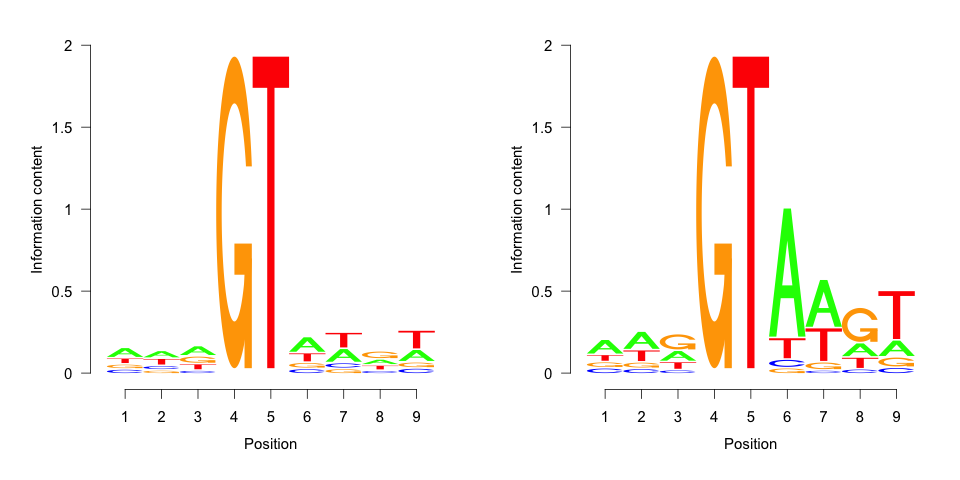 Information content
2
1.5
1
0.5
0
A T G C
A T C G
A G T C
G
T
A T G C
T A C G
G A T C
T A C G
1 2 3 4 5 6 7 8 9
Position
Information content
2
1.5
1
0.5
0
A T G C
A T G C
G A T C
G
T
A T C G
A T G C
G A T C
T A G C
1 2 3 4 5 6 7 8 9
Position